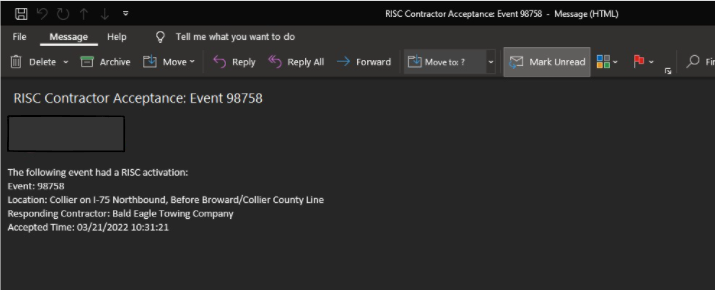 RISC Contractor Acceptance: Event 98758 - Message (HTML)
File Message Help Tell me what you want to do
Delete Archive Move Reply Reply All Forward Move to: ? Mark Unread
RISC Contractor Acceptance: Event 98758
The following event had a RISC activation:
Event: 98758
Location: Collier on I-75 Northbound, Before Broward/Collier County Line
Responding Contractor: Bald Eagle Towing Company
Accepted Time: 03/21/2022 10:31:21